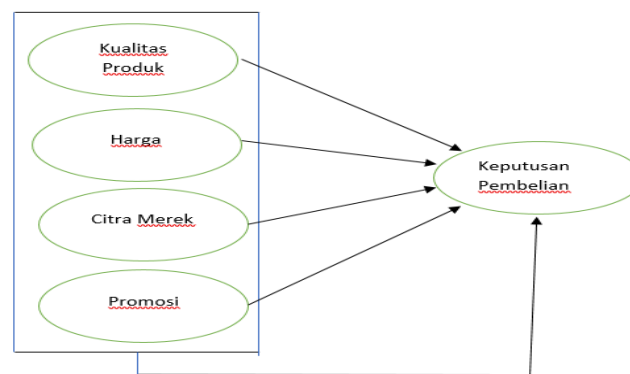 Kualitas
Produk
Harga
Citra Merek
Promosi
Keputusan
Pembelian